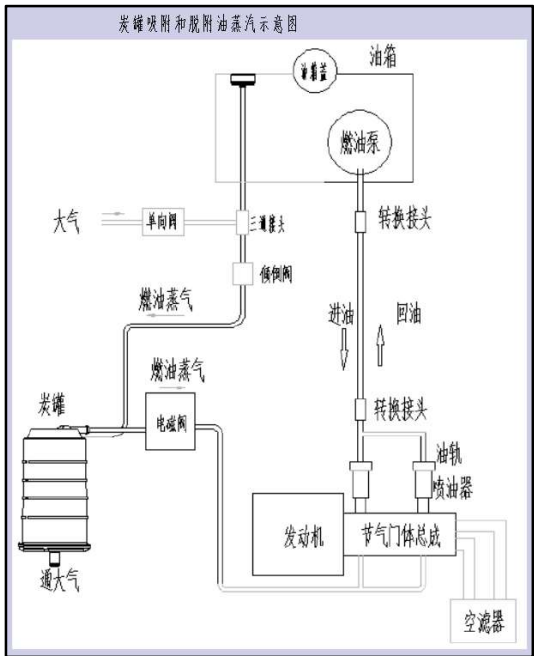 炭罐吸附和脱附油蒸汽示意图
油箱
油箱盖
燃油泵
大气
单向阀
三通接头
转换接头
倾倒阀
燃油蒸气
进油
回油
燃油蒸气
炭罐
电磁阀
转换接头
油轨
喷油器
发动机
节气门体总成
通大气
空滤器